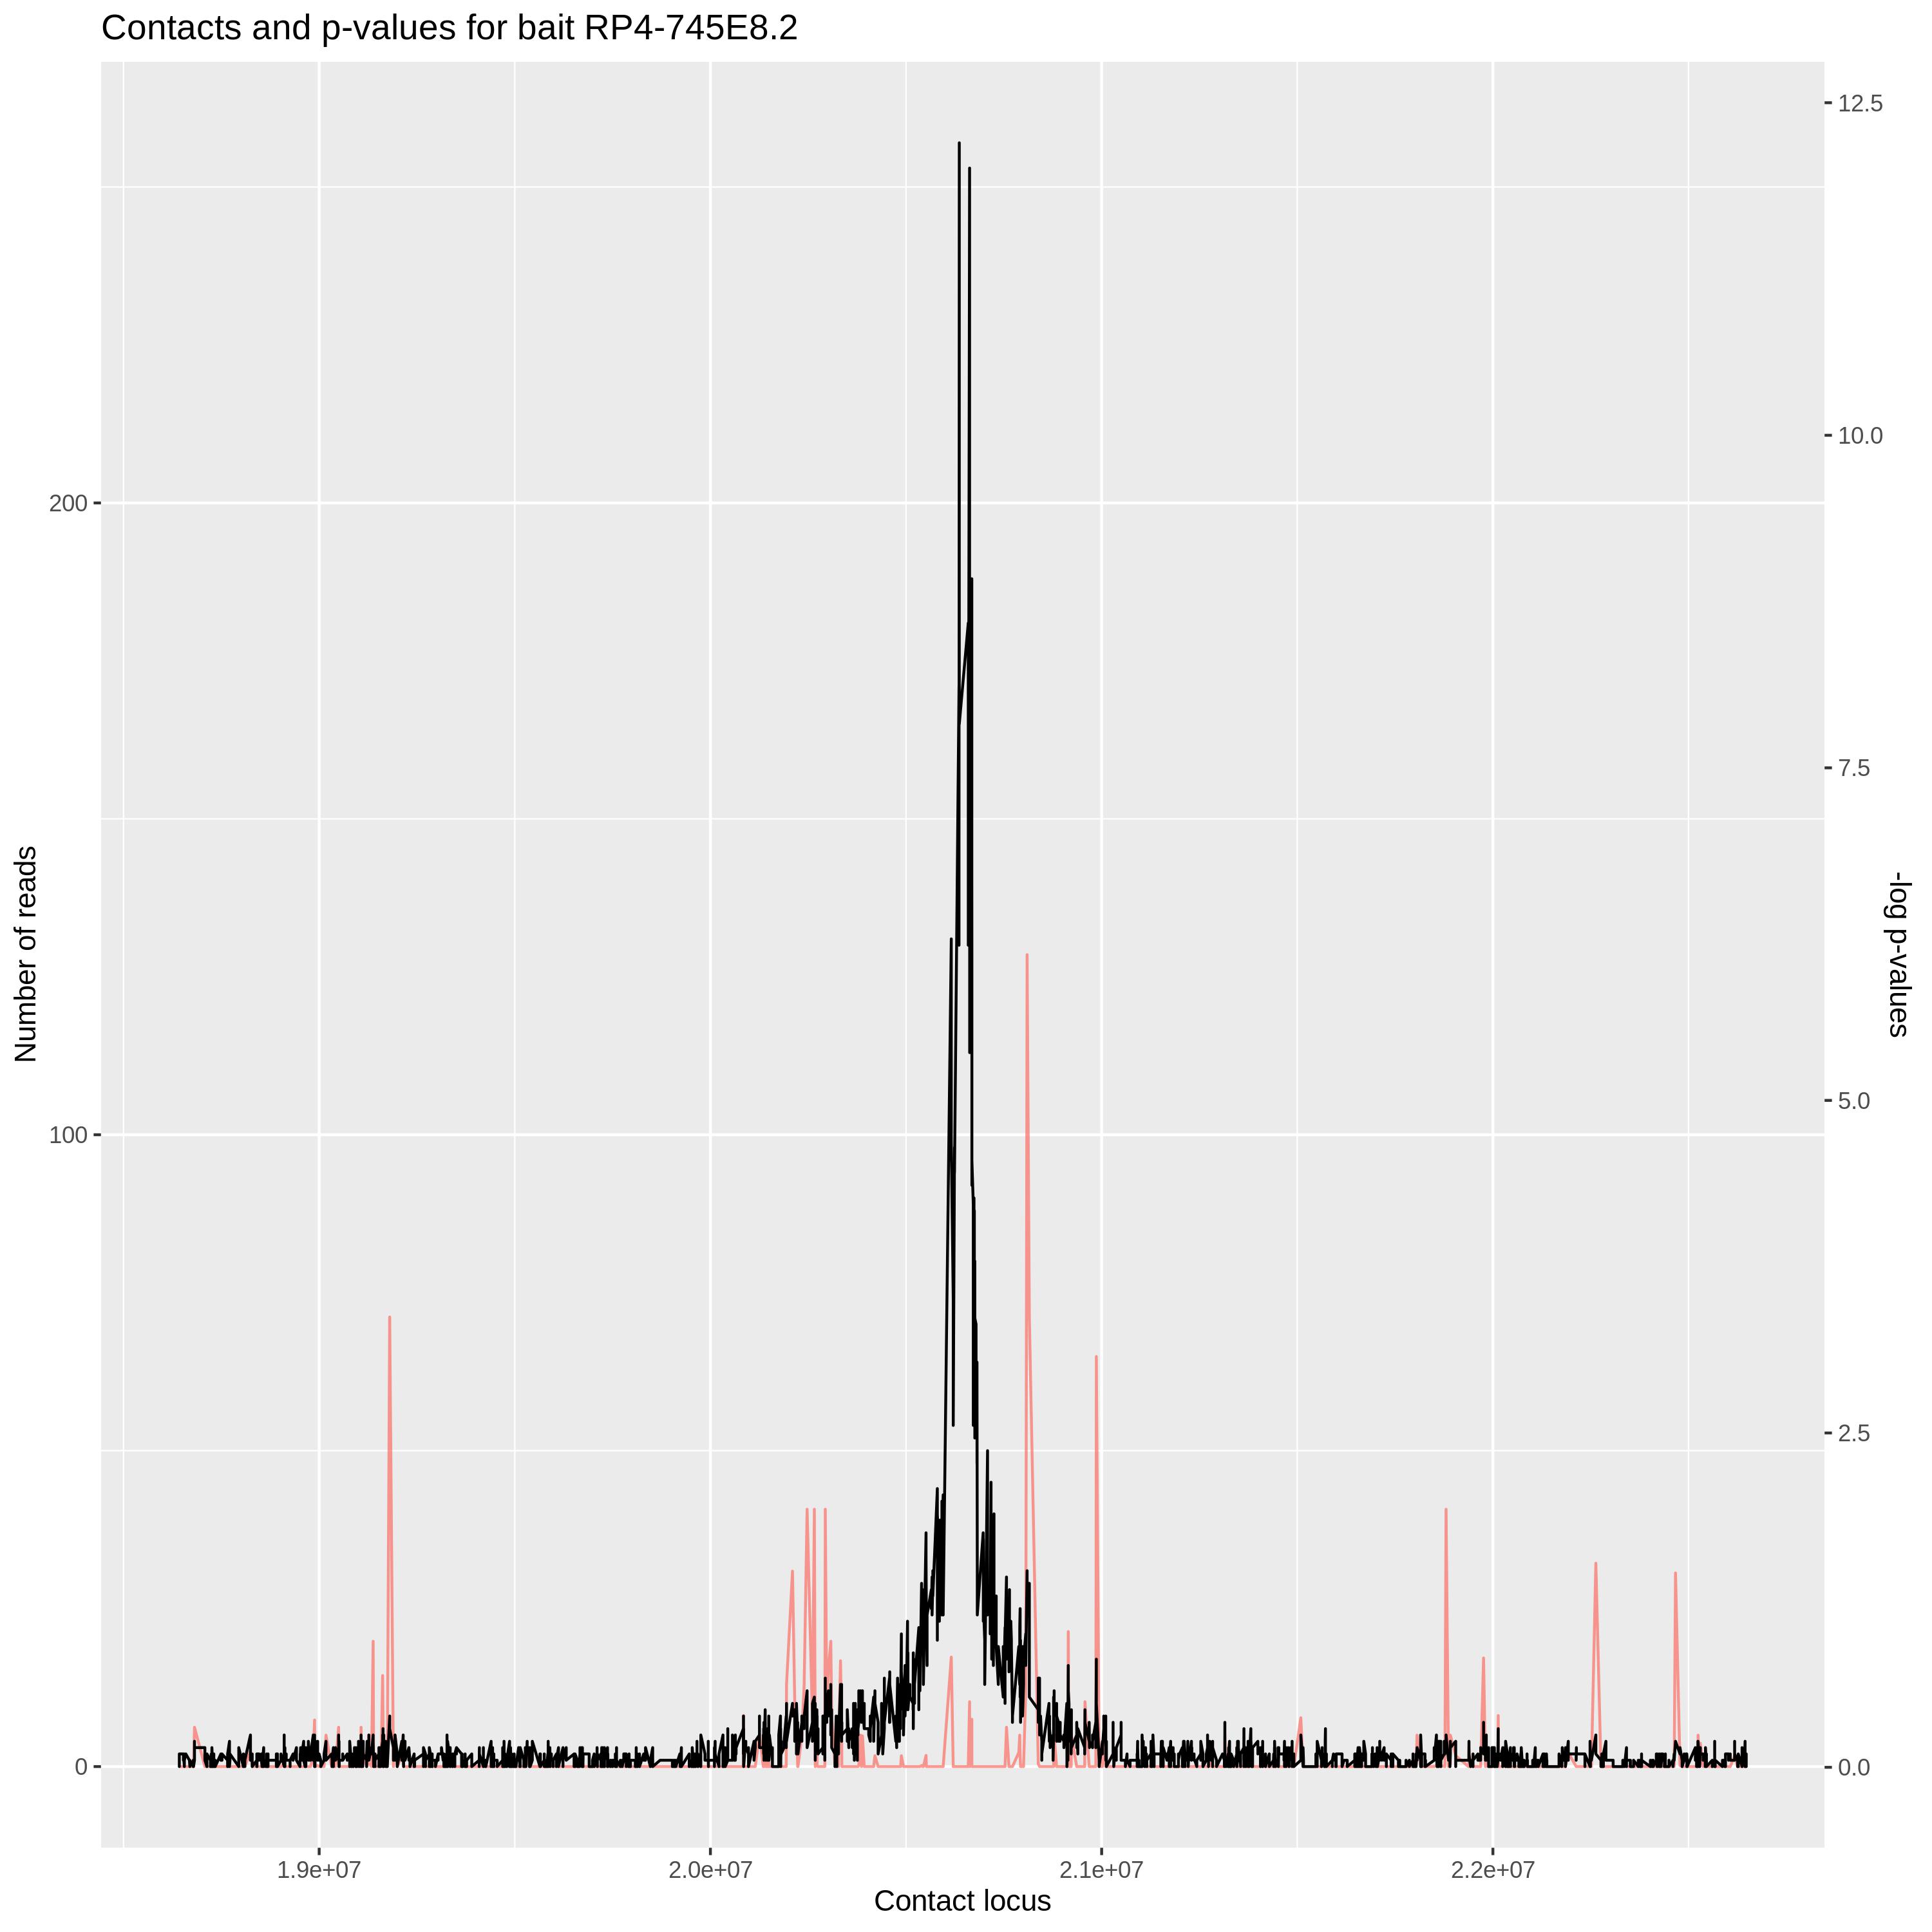 Contacts and p-values for bait RP4-745E8.2
Number of reads
200
100
0
12.5
10.0
7.5
5.0
2.5
0.0
-log p-values
1.9e+07
2.0e+07
2.1e+07
2.2e+07
Contact locus